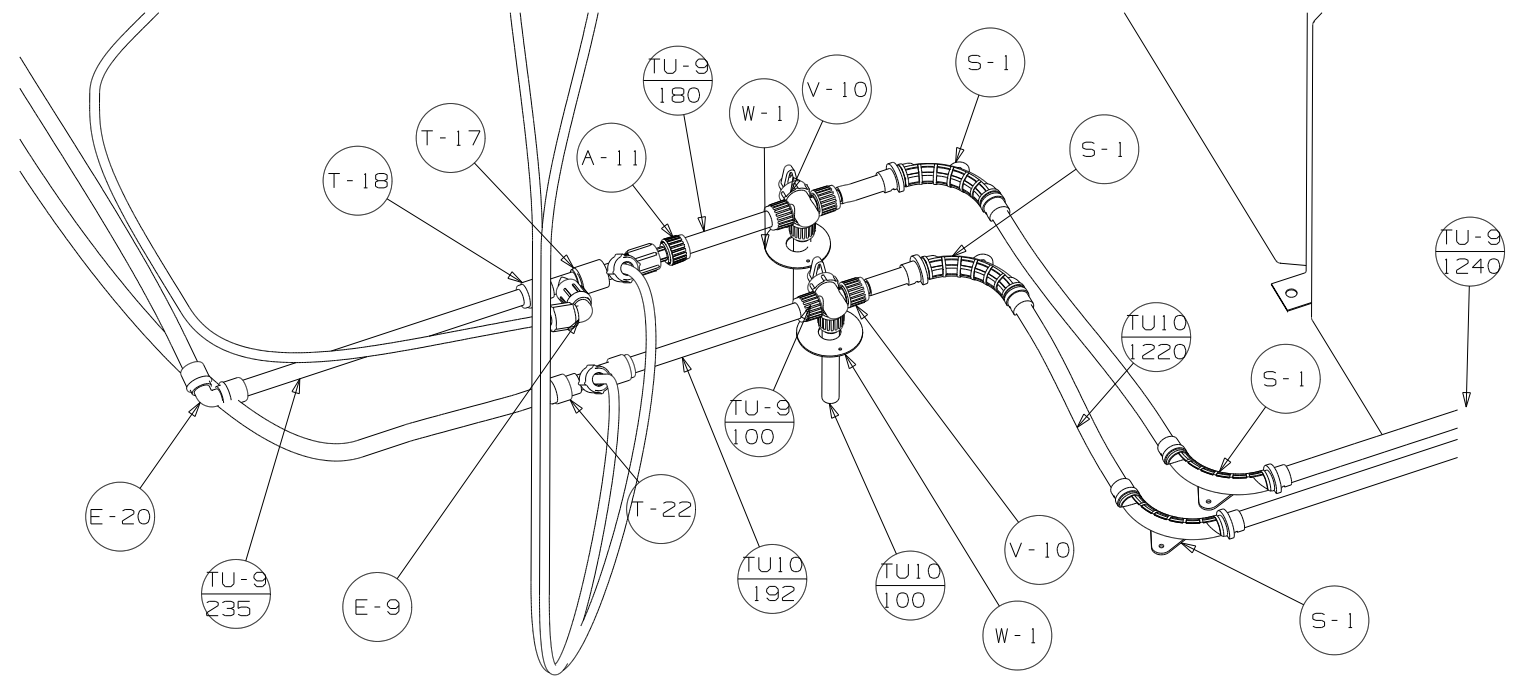 S-1
TU-9
180
V-10
W-1
T-17
S-1
A-11
T-18
TU-9
1240
TU10
1220
S-1
TU-9
100
E-20
T-22
V-10
TU-9
235
TU10
192
TU10
100
E-9
W-1
S-1